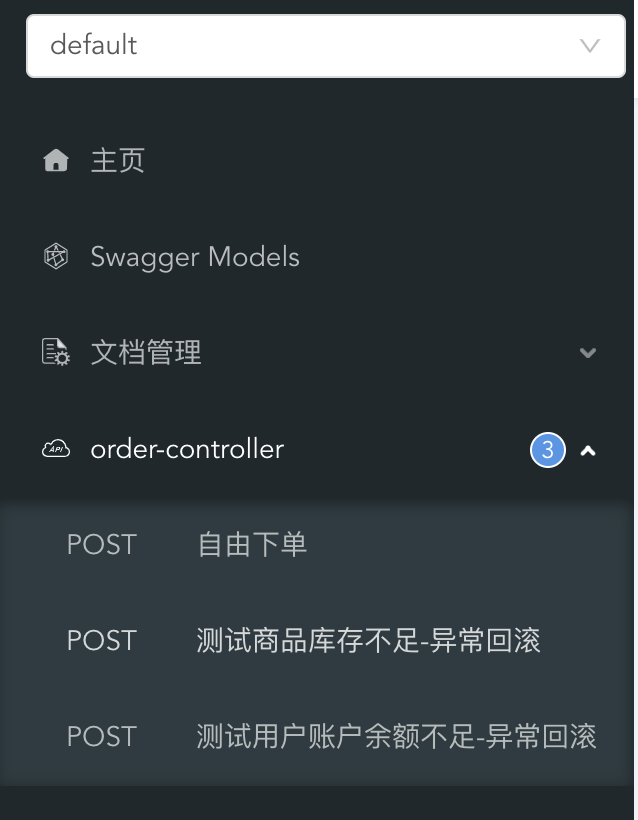 default
主页
Swagger Models
文档管理
API order-controller 3
POST 自由下单
POST 测试商品库存不足-异常回滚
POST 测试用户账户余额不足-异常回滚